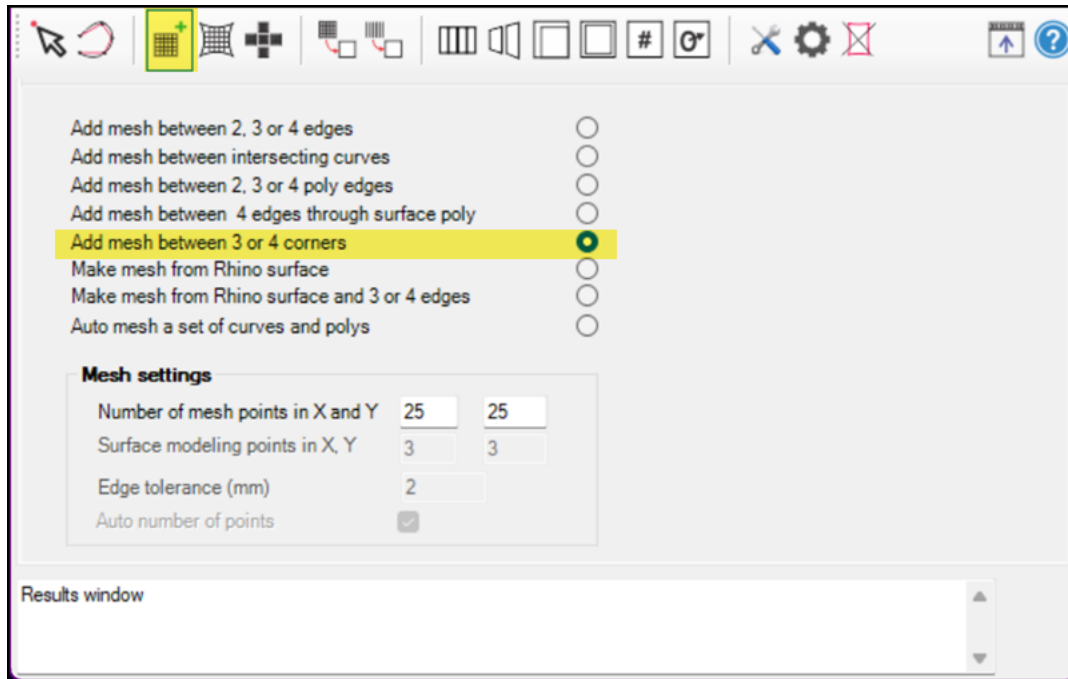 #
?
Add mesh between 2, 3 or 4 edges
Add mesh between intersecting curves
Add mesh between 2, 3 or 4 poly edges
Add mesh between  4 edges through surface poly
Add mesh between 3 or 4 corners
Make mesh from Rhino surface
Make mesh from Rhino surface and 3 or 4 edges
Auto mesh a set of curves and polys
Mesh settings
Number of mesh points in X and Y 25 25
Surface modeling points in X, Y 3 3
Edge tolerance (mm) 2
Auto number of points
Results window